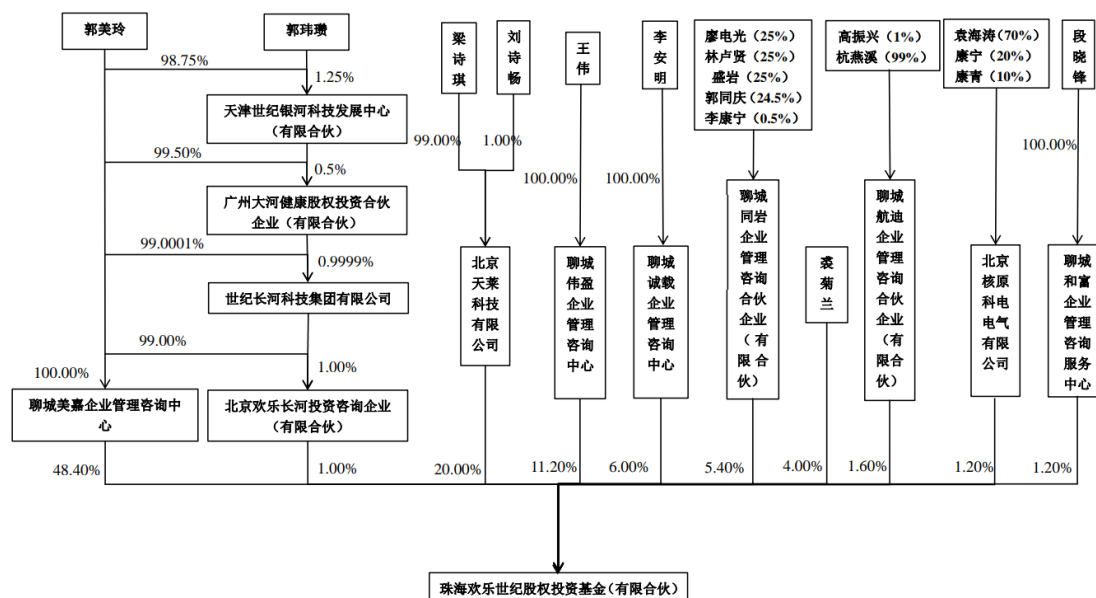 郭美玲
郭玮瓒
梁诗琪
刘诗畅
王伟
李安明
廖电光（25%）
林卢贤（25%）
盛岩（25%）
郭同庆（24.5%）
李康宁（0.5%）
高振兴（1%）
杭燕溪（99%）
袁海涛（70%）
康宁（20%）
康青（10%）
段晓锋
98.75%
1.25%
天津世纪银河科技发展中心
（有限合伙）
99.00%
1.00%
100.00%
100.00%
100.00%
99.50%
0.5%
广州大河健康股权投资合伙
企业（有限合伙）
99.0001%
0.9999%
世纪长河科技集团有限公司
北京天莱科技有限公司
聊城伟盈企业管理咨询中心
聊城诚载企业管理咨询中心
聊城同岩企业管理咨询合伙企业（有限合伙）
裘菊兰
聊城航迪企业管理咨询合伙企业（有限合伙）
北京核原科电电气有限公司
聊城和富企业管理咨询服务中心
99.00%
1.00%
100.00%
聊城美嘉企业管理咨询中
心
北京欢乐长河投资咨询企业
（有限合伙）
48.40%
1.00%
20.00%
11.20%
6.00%
5.40%
4.00%
1.60%
1.20%
1.20%
珠海欢乐世纪股权投资基金（有限合伙）